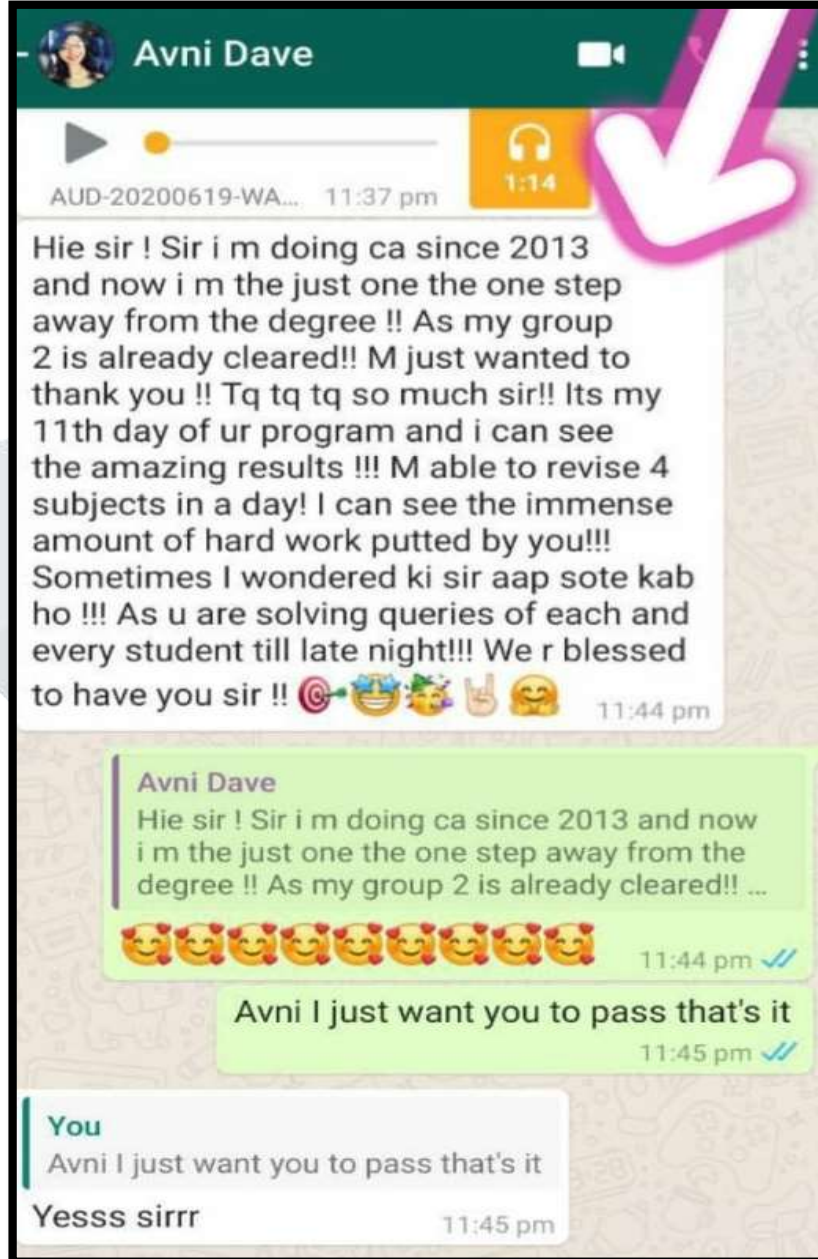 Avni Dave
1:14
AUD-20200619-WA... 11:37 pm
Hie sir ! Sir i m doing ca since 2013
and now i m the just one the one step
away from the degree !! As my group
2 is already cleared!! M just wanted to
thank you !! Tq tq tq so much sir!! Its my
11th day of ur program and i can see
the amazing results !!! M able to revise 4
subjects in a day! I can see the immense
amount of hard work putted by you!!!
Sometimes I wondered ki sir aap sote kab
ho !!! As u are solving queries of each and
every student till late night!!! We r blessed
to have you sir !! 🎯🤩🥳🤘🏻🤗 11:44 pm
Avni Dave
Hie sir ! Sir i m doing ca since 2013 and now
i m the just one the one step away from the
degree !! As my group 2 is already cleared!! ...
🥰🥰🥰🥰🥰🥰🥰🥰🥰 11:44 pm
Avni I just want you to pass that's it
11:45 pm
You
Avni I just want you to pass that's it
Yesss sirrr 11:45 pm